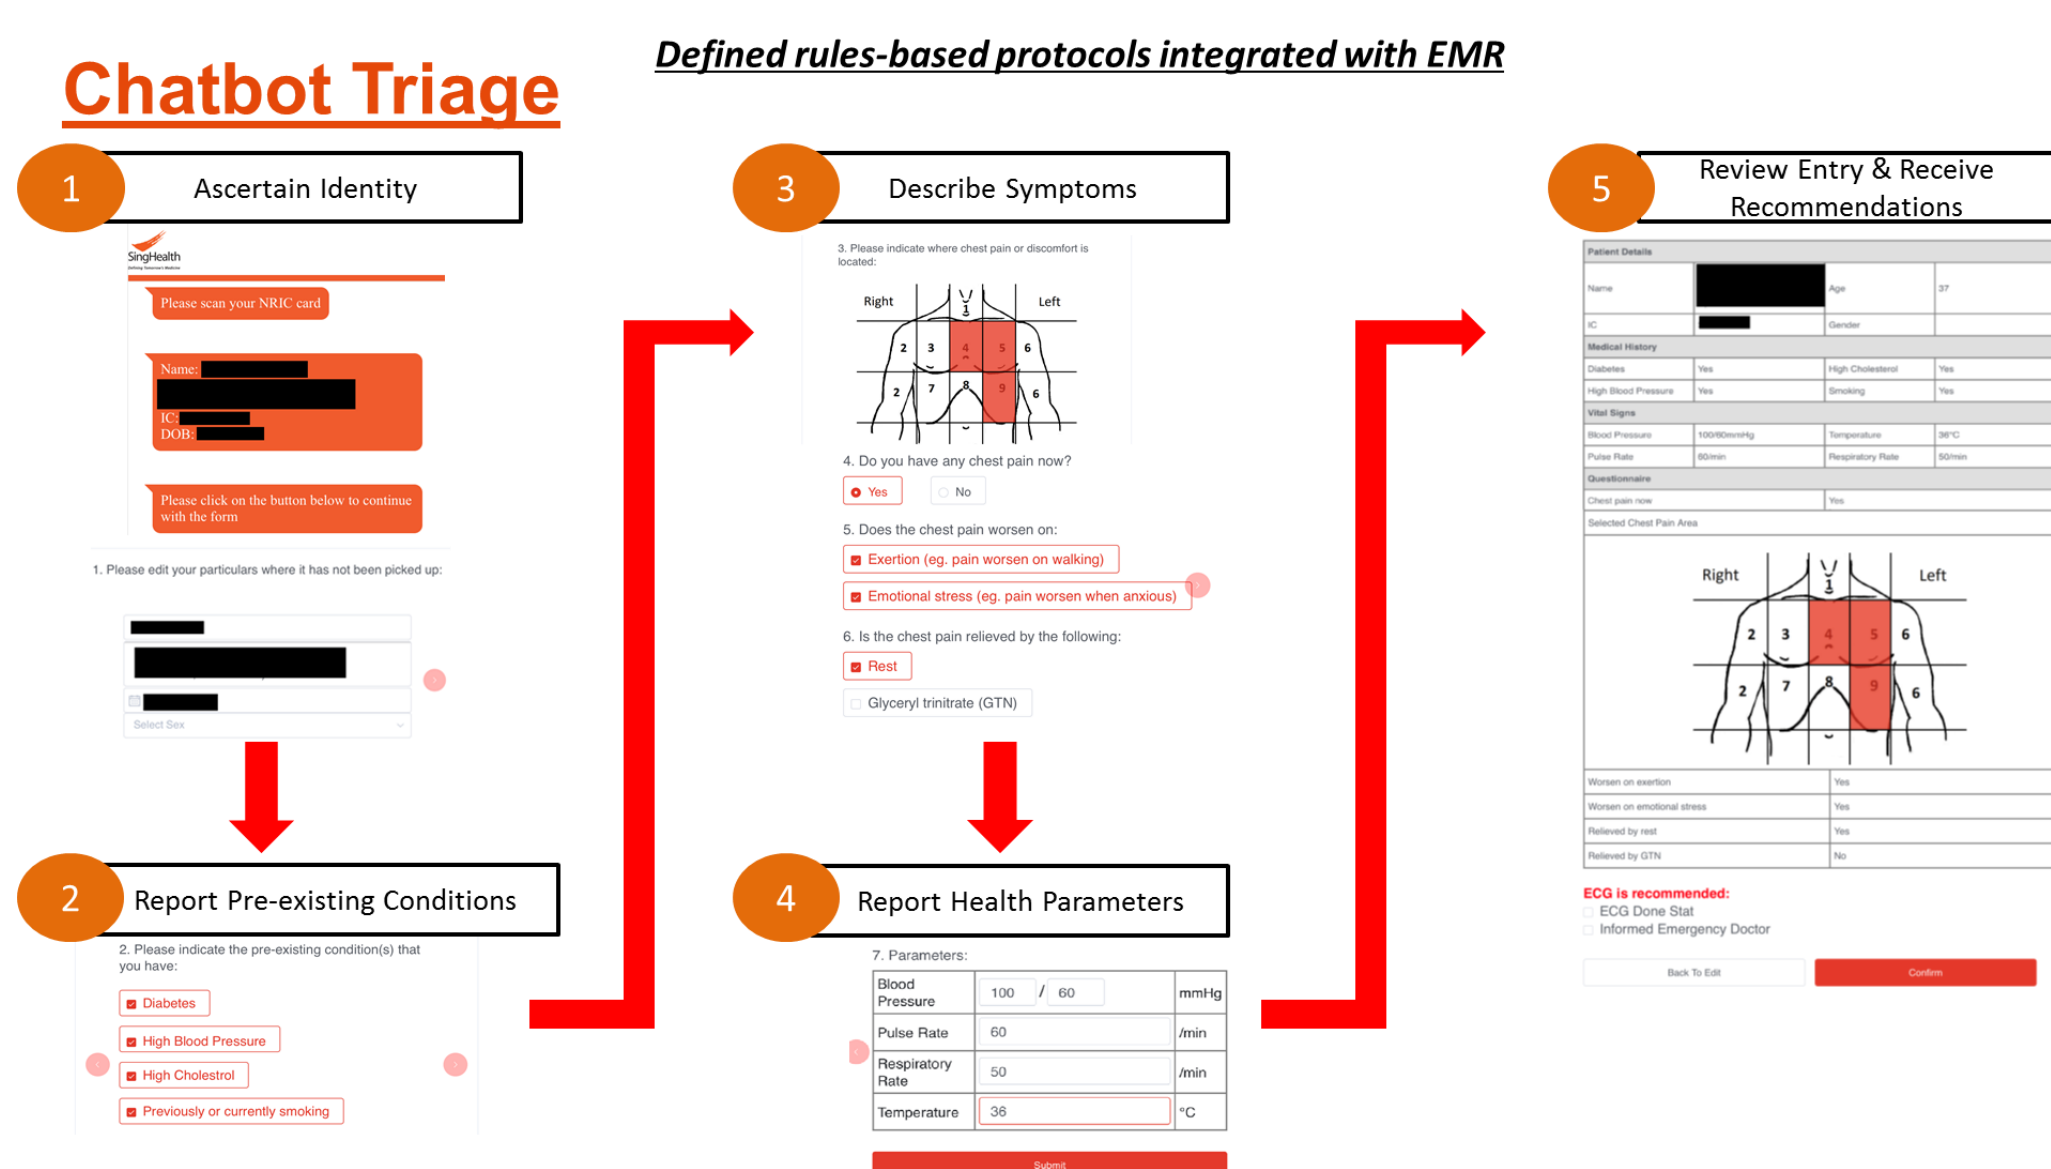 Defined rules-based protocols integrated with EMR
Chatbot Triage
1
Ascertain Identity
SingHealth
Defining Tomorrow's Medicine
Please scan your NRIC card
Name:
IC:
DOB:
Please click on the button below to continue
with the form
1. Please edit your particulars where it has not been picked up:
Select Sex
2
Report Pre-existing Conditions
2. Please indicate the pre-existing condition(s) that
you have:
Diabetes
High Blood Pressure
High Cholestrol
Previously or currently smoking
3
Describe Symptoms
3. Please indicate where chest pain or discomfort is
located:
Right Left
1
2 3 4 5 6
2 7 8 9 6
4. Do you have any chest pain now?
Yes No
5. Does the chest pain worsen on:
Exertion (eg. pain worsen on walking)
Emotional stress (eg. pain worsen when anxious)
6. Is the chest pain relieved by the following:
Rest
Glyceryl trinitrate (GTN)
4
Report Health Parameters
7. Parameters:
Blood
Pressure 100 / 60 mmHg
Pulse Rate 60 /min
Respiratory
Rate 50 /min
Temperature 36 °C
Submit
5
Review Entry & Receive
Recommendations
Patient Details
Name Age 37
IC Gender
Medical History
Diabetes Yes High Cholesterol Yes
High Blood Pressure Yes Smoking Yes
Vital Signs
Blood Pressure 100/60mmHg Temperature 36°C
Pulse Rate 60/min Respiratory Rate 50/min
Questionnaire
Chest pain now Yes
Selected Chest Pain Area
Right Left
1
2 3 4 5 6
2 7 8 9 6
Worsen on exertion Yes
Worsen on emotional stress Yes
Relieved by rest Yes
Relieved by GTN No
ECG is recommended:
ECG Done Stat
Informed Emergency Doctor
Back To Edit Confirm